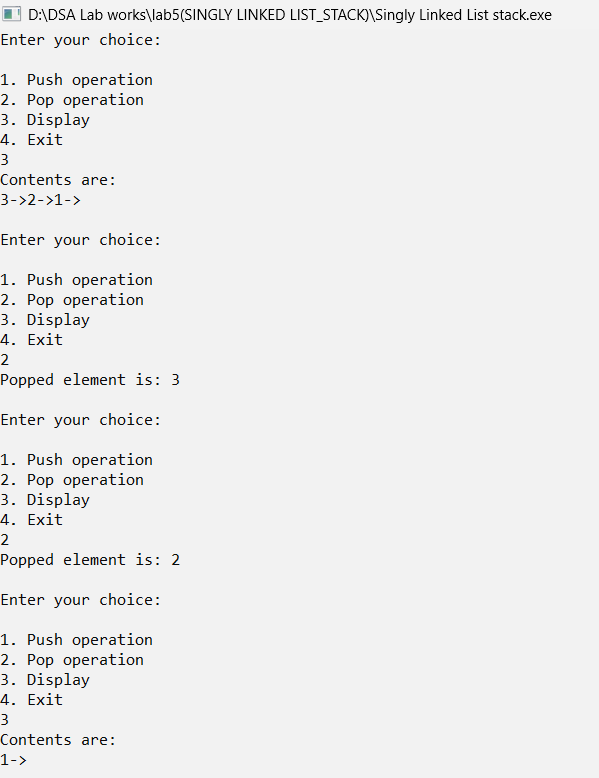 D:\DSA Lab works\lab5(SINGLY LINKED LIST_STACK)\Singly Linked List stack.exe
Enter your choice:
1. Push operation
2. Pop operation
3. Display
4. Exit
3
Contents are:
3->2->1->
Enter your choice:
1. Push operation
2. Pop operation
3. Display
4. Exit
2
Popped element is: 3
Enter your choice:
1. Push operation
2. Pop operation
3. Display
4. Exit
2
Popped element is: 2
Enter your choice:
1. Push operation
2. Pop operation
3. Display
4. Exit
3
Contents are:
1->